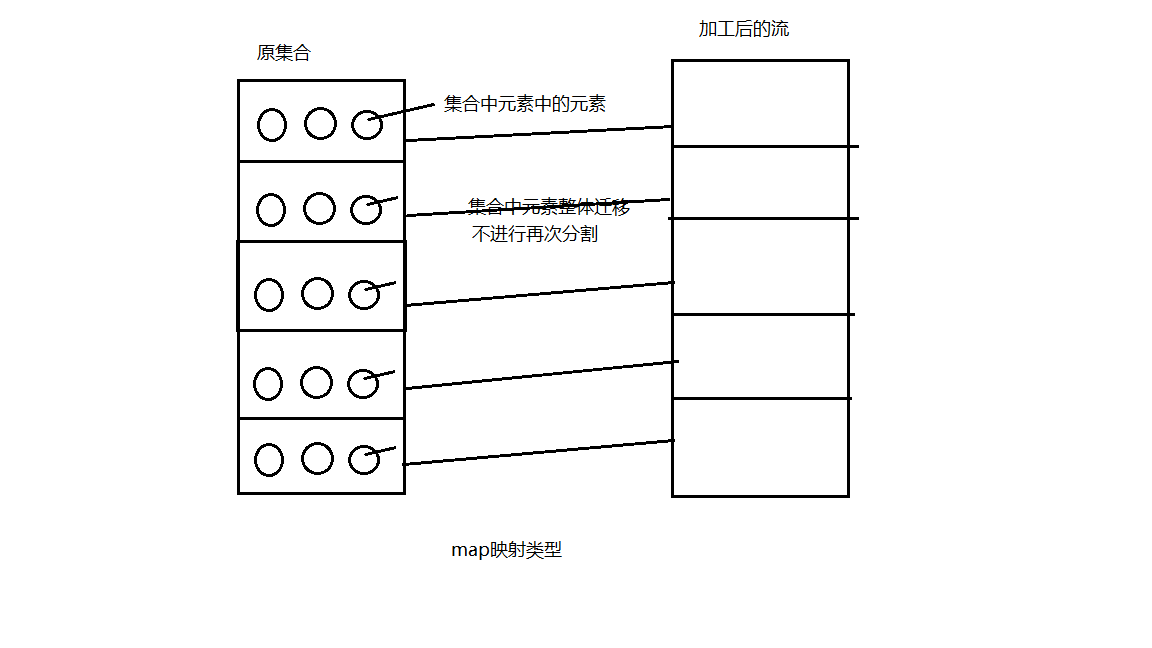 加工后的流
原集合
集合中元素中的元素
集合中元素整体迁移
不进行再次分割
map映射类型